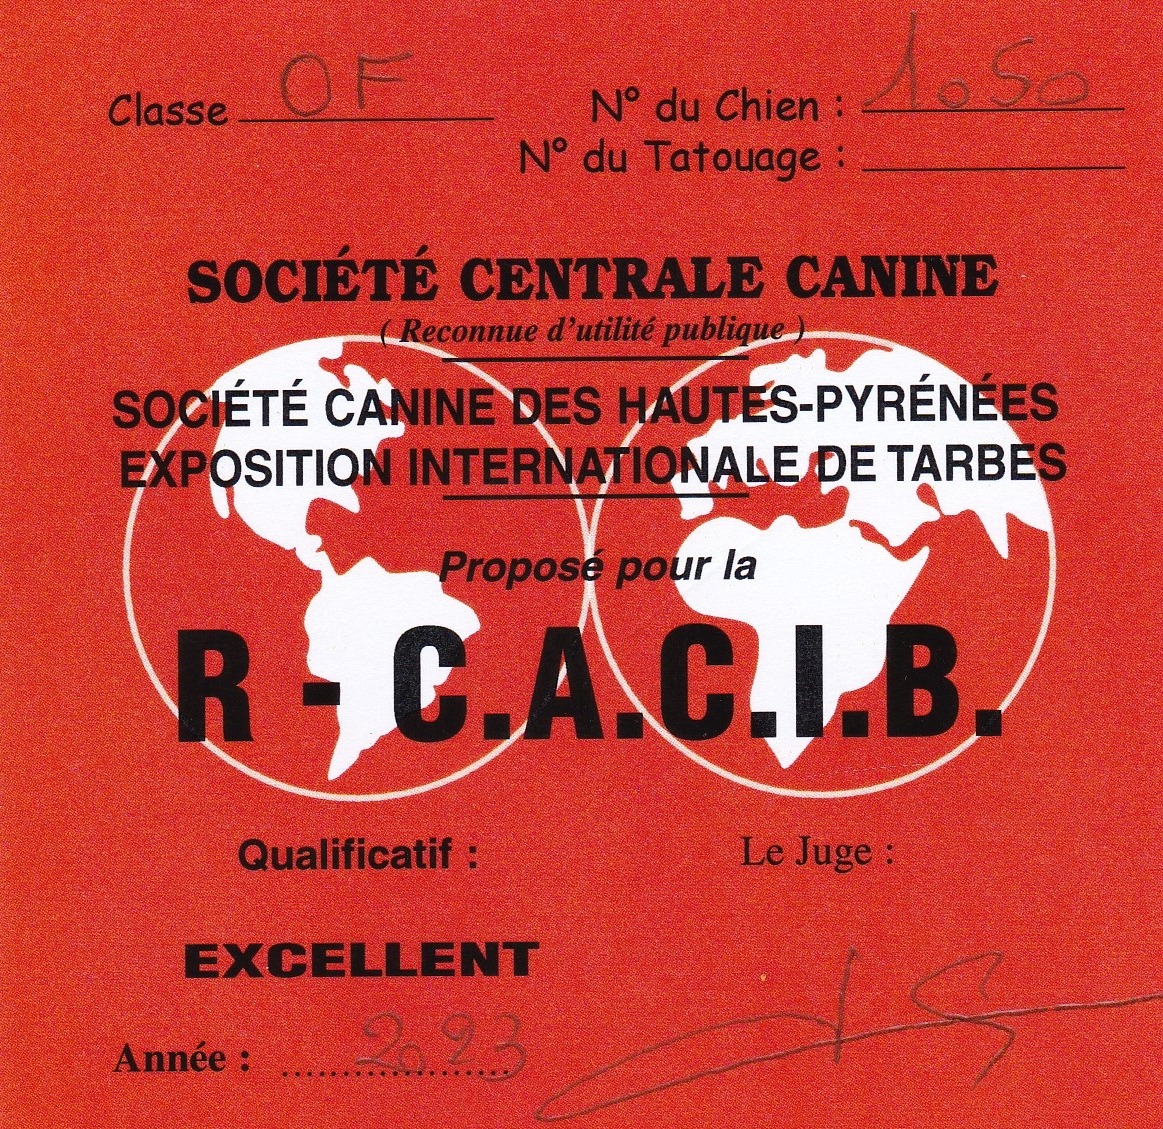 Classe OF N° du Chien : 1050
N° du Tatouage :
SOCIÉTÉ CENTRALE CANINE
( Reconnue d'utilité publique )
SOCIÉTÉ CANINE DES HAUTES-PYRÉNÉES
EXPOSITION INTERNATIONALE DE TARBES
Proposé pour la
R - C.A.C.I.B.
Qualificatif : Le Juge :
EXCELLENT
Année : 2023